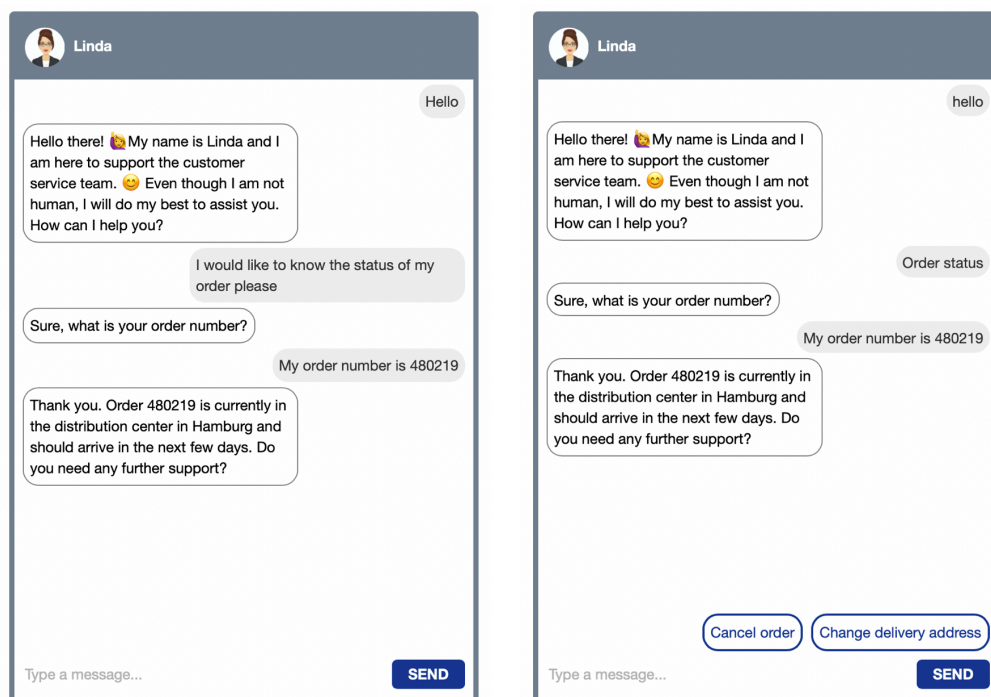 Linda
Hello
Hello there! 🙋‍♀️ My name is Linda and I
am here to support the customer
service team. 😊 Even though I am not
human, I will do my best to assist you.
How can I help you?
I would like to know the status of my
order please
Sure, what is your order number?
My order number is 480219
Thank you. Order 480219 is currently in
the distribution center in Hamburg and
should arrive in the next few days. Do
you need any further support?
Type a message...
SEND
Linda
hello
Hello there! 🙋‍♀️ My name is Linda and I
am here to support the customer
service team. 😊 Even though I am not
human, I will do my best to assist you.
How can I help you?
Order status
Sure, what is your order number?
My order number is 480219
Thank you. Order 480219 is currently in
the distribution center in Hamburg and
should arrive in the next few days. Do
you need any further support?
Cancel order
Change delivery address
Type a message...
SEND